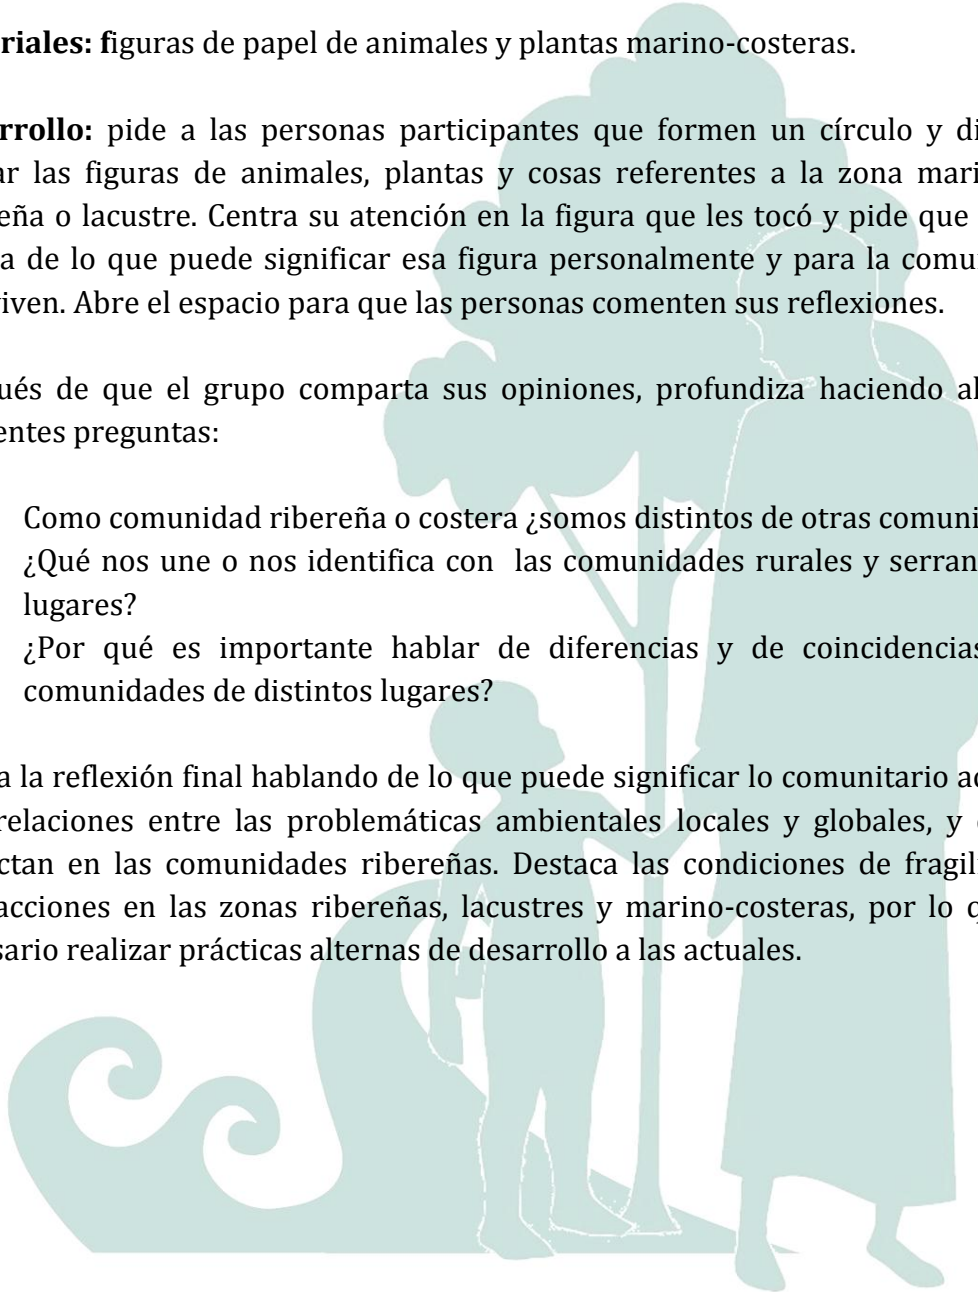 riales: figuras de papel de animales y plantas marino-costeras.
rrollo: pide a las personas participantes que formen un círculo y di
ar las figuras de animales, plantas y cosas referentes a la zona mari
eña o lacustre. Centra su atención en la figura que les tocó y pide que
a de lo que puede significar esa figura personalmente y para la comu
iven. Abre el espacio para que las personas comenten sus reflexiones.
ués de que el grupo comparta sus opiniones, profundiza haciendo al
entes preguntas:
Como comunidad ribereña o costera ¿somos distintos de otras comuni
¿Qué nos une o nos identifica con las comunidades rurales y serran
lugares?
¿Por qué es importante hablar de diferencias y de coincidencias
comunidades de distintos lugares?
a la reflexión final hablando de lo que puede significar lo comunitario ac
relaciones entre las problemáticas ambientales locales y globales, y
ctan en las comunidades ribereñas. Destaca las condiciones de fragil
acciones en las zonas ribereñas, lacustres y marino-costeras, por lo q
sario realizar prácticas alternas de desarrollo a las actuales.